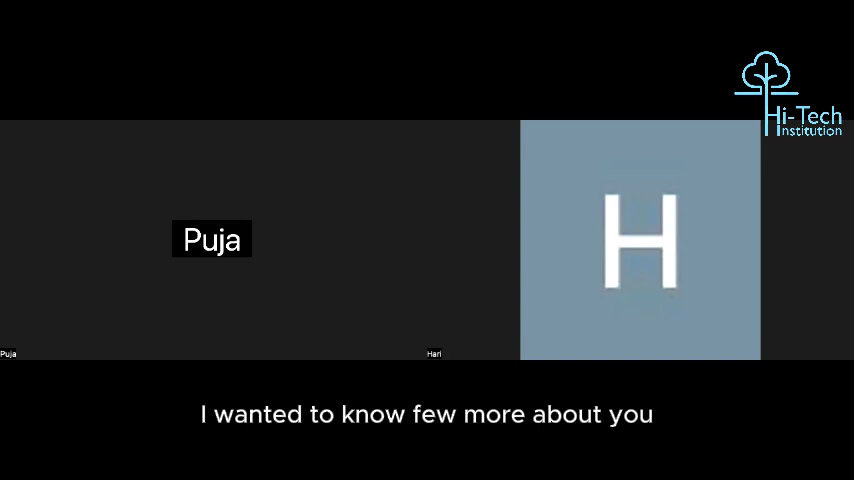 Hi-Tech
Institution
Puja
H
Puja
Hari
I wanted to know few more about you